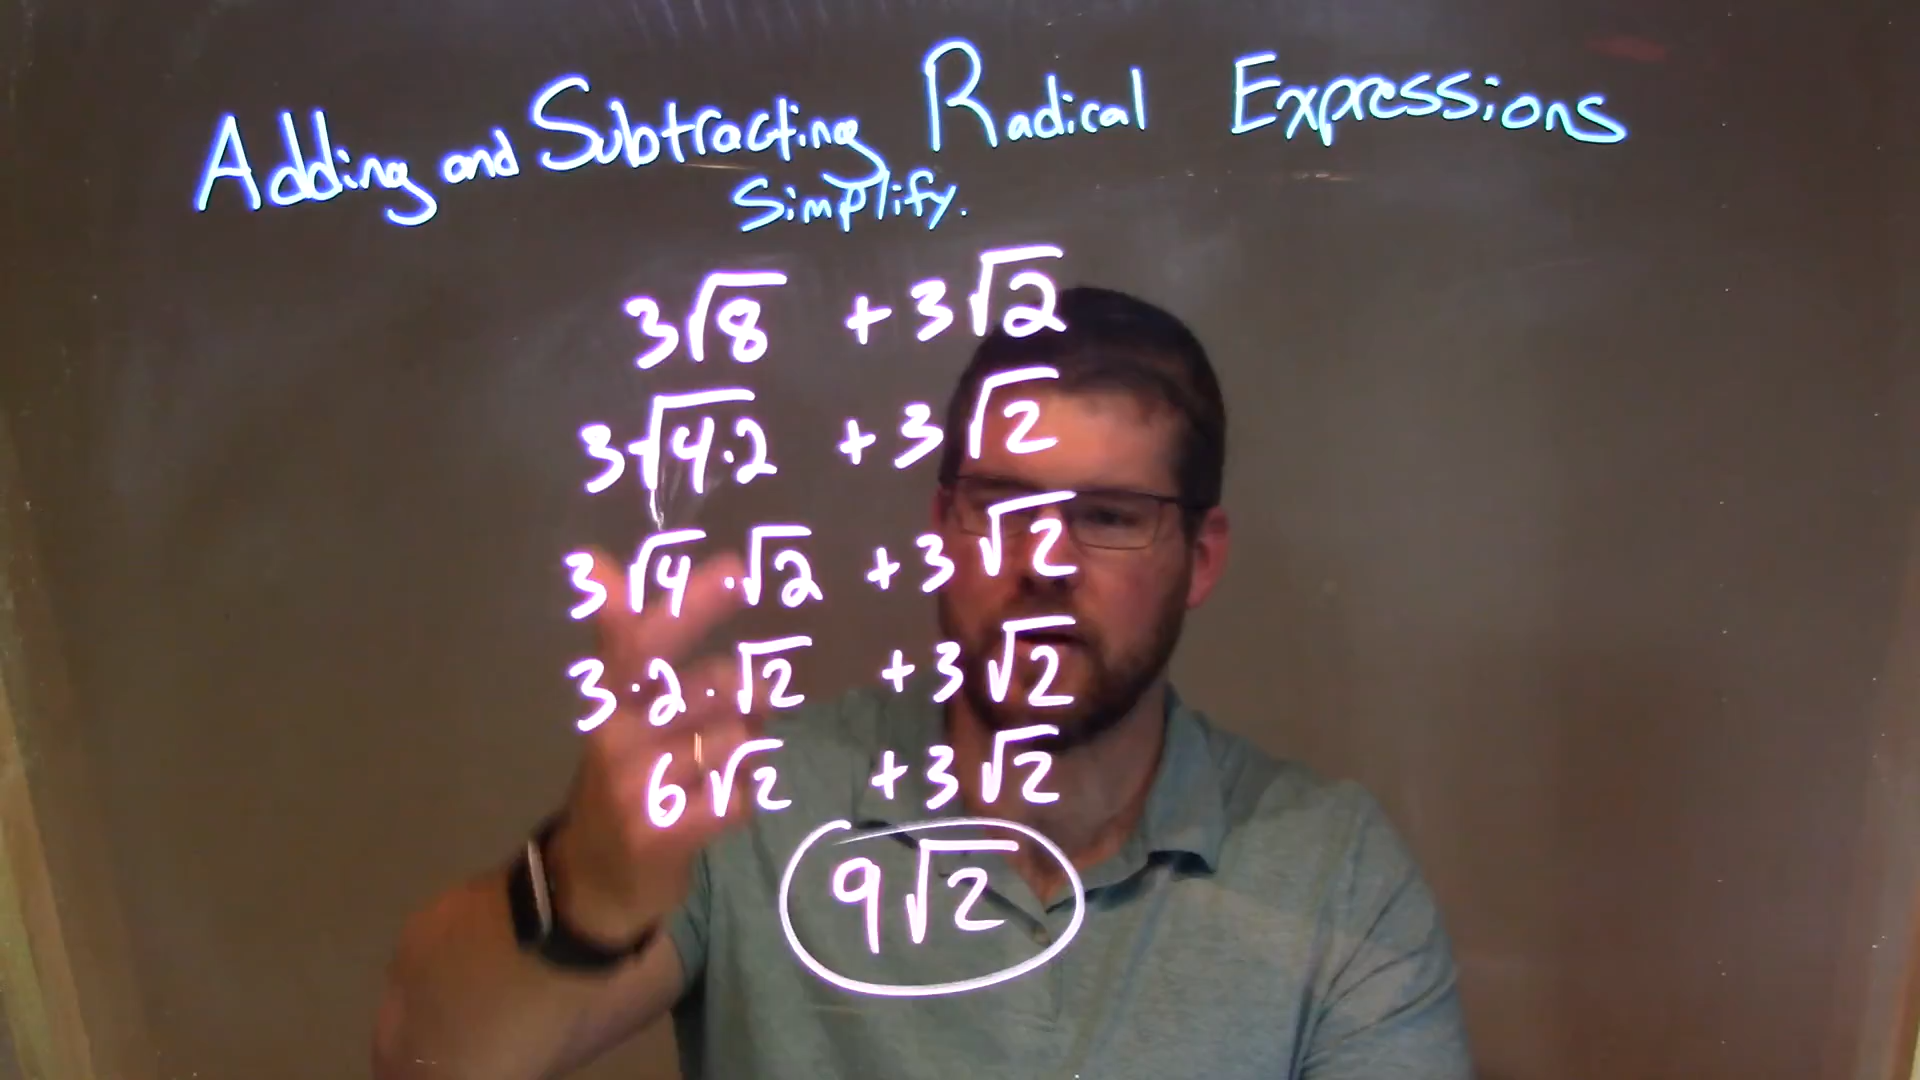 Adding and Subtracting Radical Expressions
Simplify.
3√8 + 3√2
3√4·2 + 3√2
3√4 · √2 + 3√2
3·2·√2 + 3√2
6√2 + 3√2
9√2